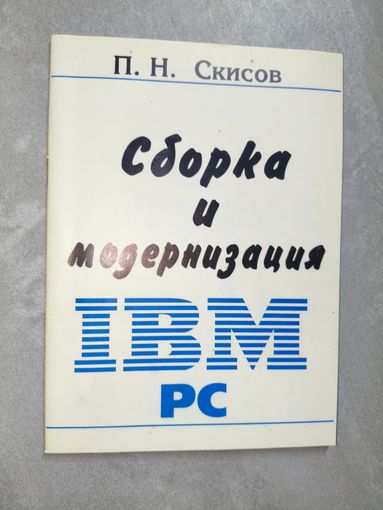 П. Н. Скисов
Сборка
и
модернизация
IBM
PC